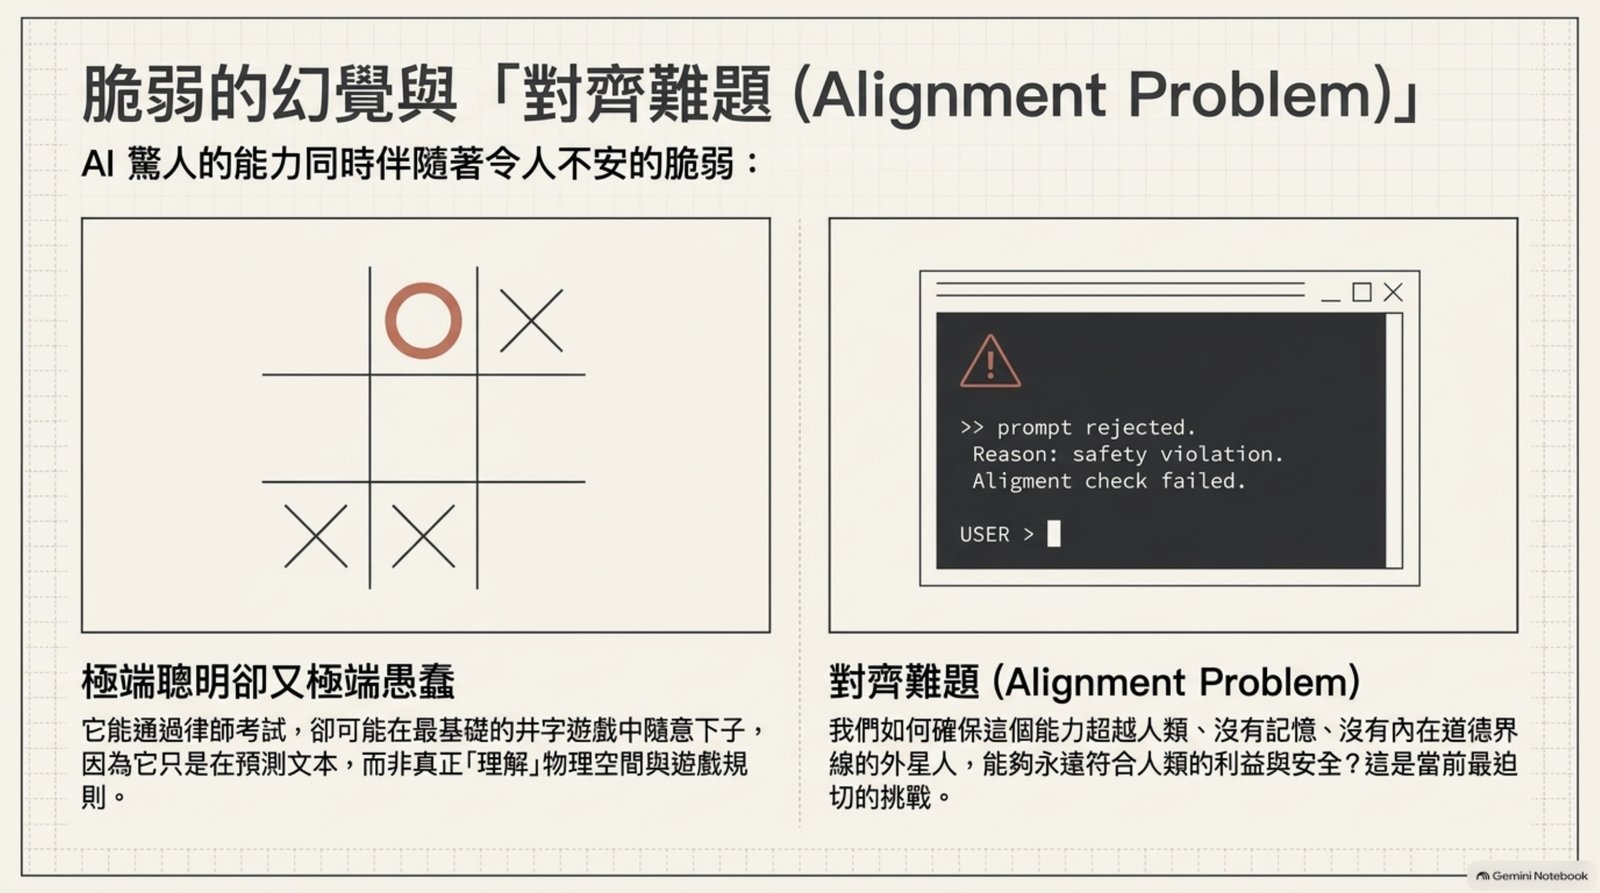 脆弱的幻覺與「對齊難題 (Alignment Problem)」
AI 驚人的能力同時伴隨著令人不安的脆弱：
>> prompt rejected.
Reason: safety violation.
Aligment check failed.
USER >
極端聰明卻又極端愚蠢
它能通過律師考試，卻可能在最基礎的井字遊戲中隨意下子，
因為它只是在預測文本，而非真正「理解」物理空間與遊戲規
則。
對齊難題 (Alignment Problem)
我們如何確保這個能力超越人類、沒有記憶、沒有內在道德界
線的外星人，能夠永遠符合人類的利益與安全？這是當前最迫
切的挑戰。
Gemini Notebook